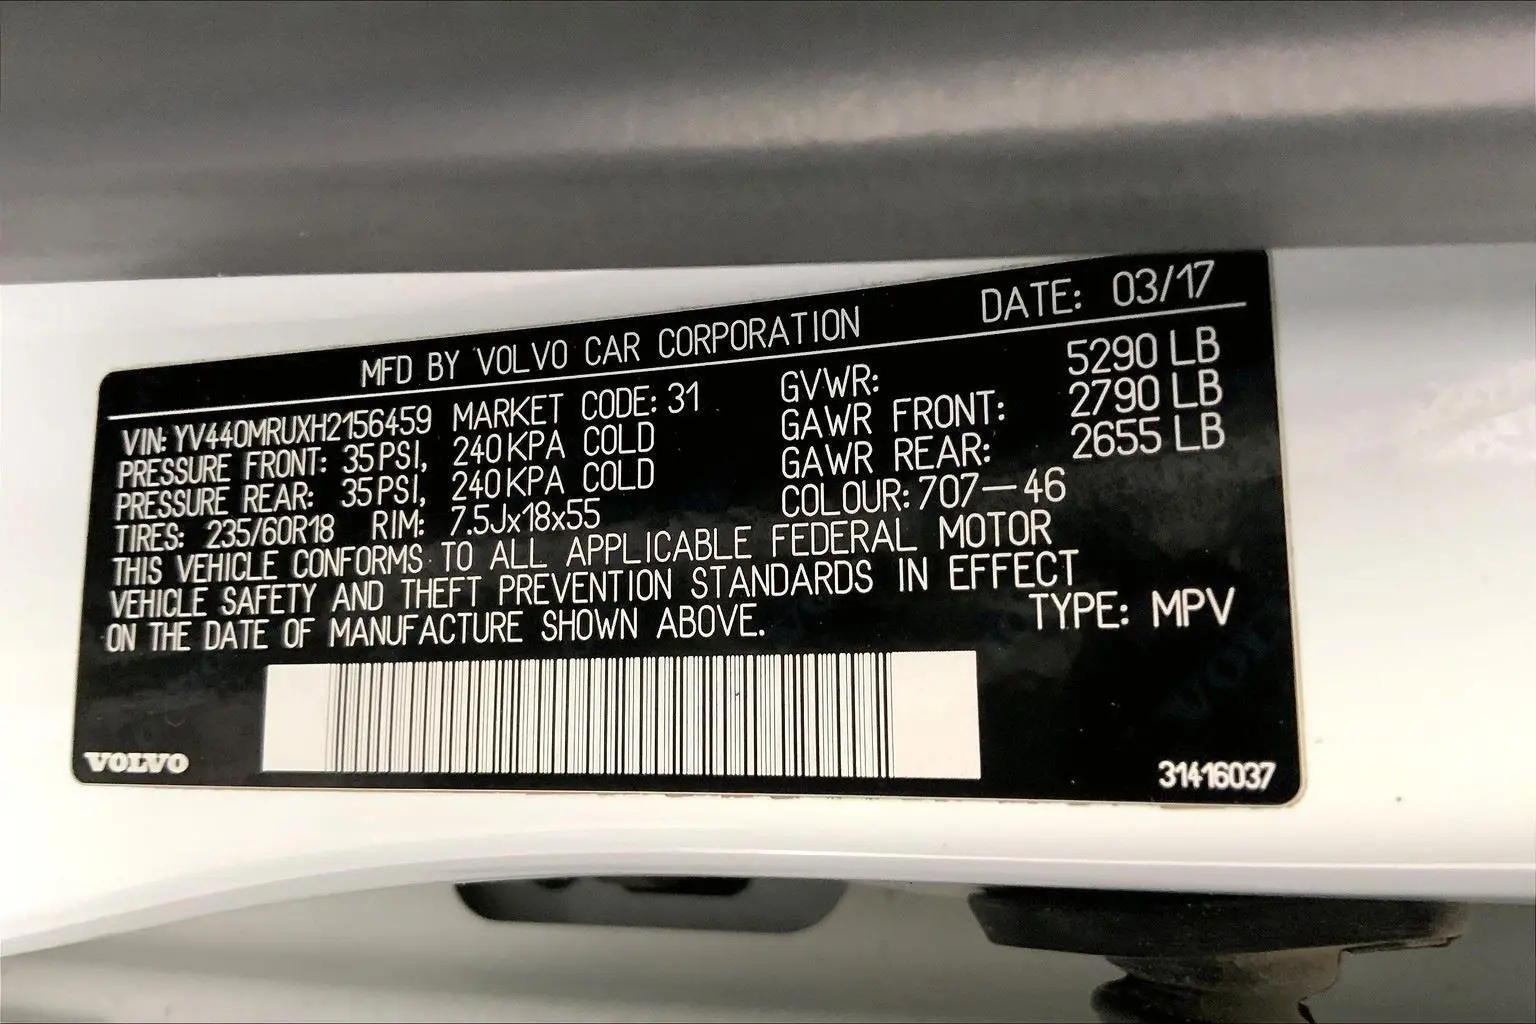 MFD BY VOLVO CAR CORPORATION DATE: 03/17
VIN: YV440MRUXH2156459 MARKET CODE: 31 GVWR: 5290 LB
PRESSURE FRONT: 35PSI, 240KPA COLD GAWR FRONT: 2790 LB
PRESSURE REAR: 35PSI, 240KPA COLD GAWR REAR: 2655 LB
TIRES: 235/60R18 RIM: 7.5Jx18x55 COLOUR: 707-46
THIS VEHICLE CONFORMS TO ALL APPLICABLE FEDERAL MOTOR
VEHICLE SAFETY AND THEFT PREVENTION STANDARDS IN EFFECT
ON THE DATE OF MANUFACTURE SHOWN ABOVE. TYPE: MPV
VOLVO 31416037